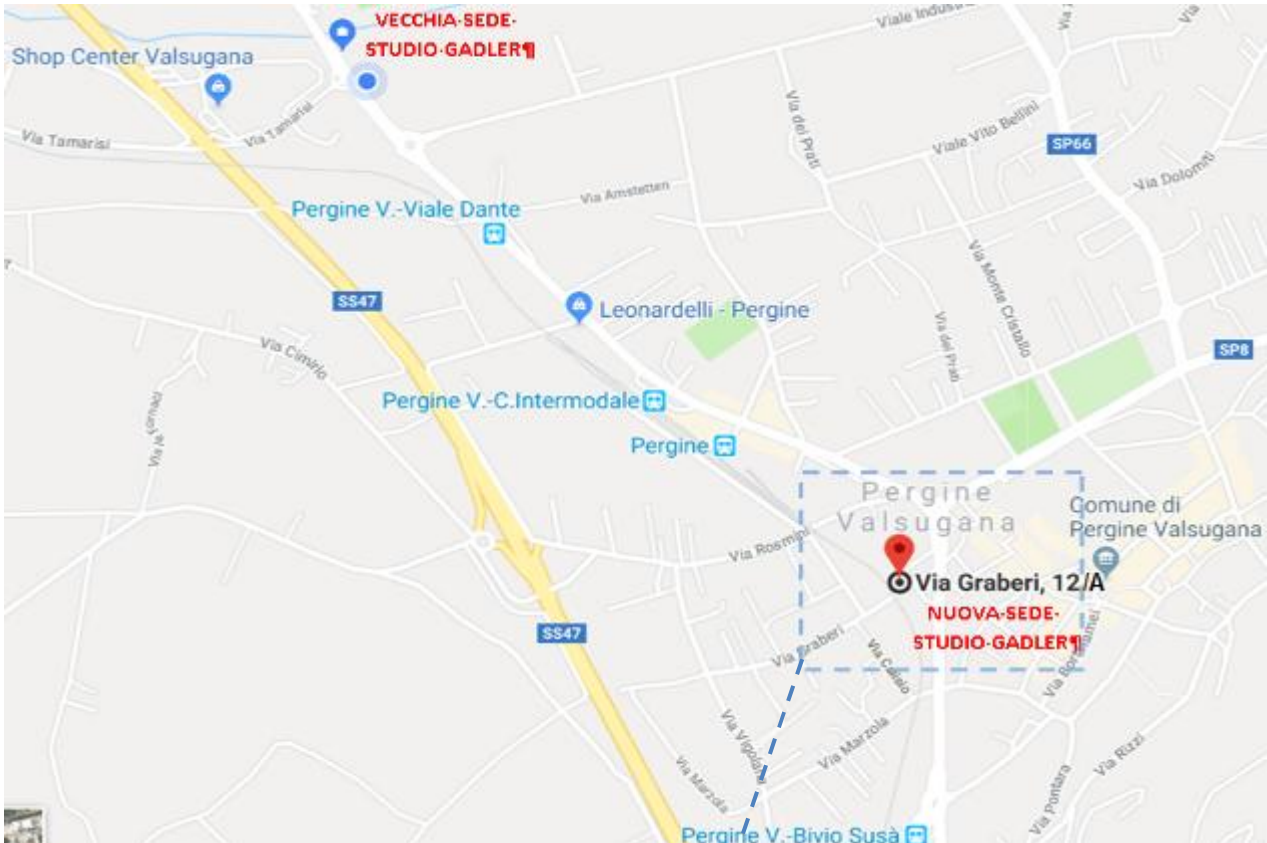 VECCHIA·SEDE·
STUDIO·GADLER¶
Viale Indust
Shop Center Valsugana
Via Tamarisi
Via Tamarisi
Via dei Prati
Viale Vito Bellini
SP66
Via Dolomiti
Via Amstetten
Pergine V.-Viale Dante
Via Monte Cristallo
SS47
Leonardelli - Pergine
Via dei Prati
SP8
Via Cimirlo
Pergine V.-C.Intermodale
Via al Fornaci
Pergine
Pergine
Valsugana
Comune di
Pergine Valsugana
Via Rosmini
Via Graberi, 12/A
NUOVA·SEDE·
STUDIO·GADLER¶
SS47
Via Graberi
Via Calisio
Via Vigolana
Via Marzola
Via Marzola
Via Rizzi
Via Pontara
Pergine V.-Bivio Susà